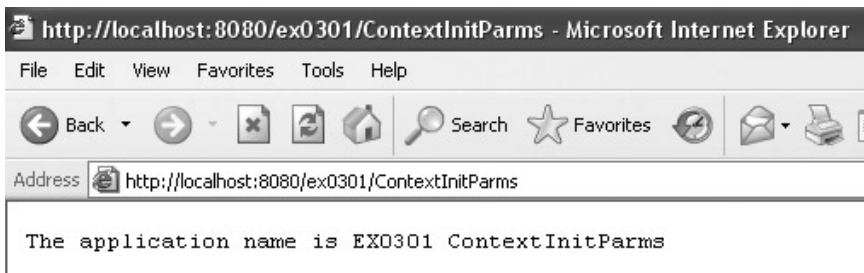 http://localhost:8080/ex0301/ContextInitParms - Microsoft Internet Explorer
File Edit View Favorites Tools Help
Back Search Favorites
Address http://localhost:8080/ex0301/ContextInitParms
The application name is EX0301 ContextInitParms